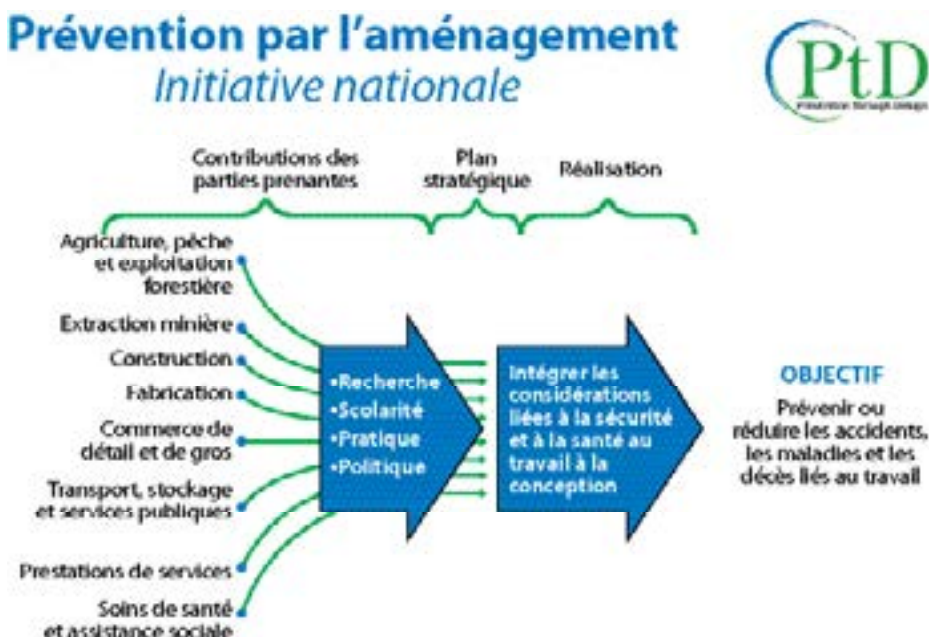 Prévention par l'aménagement
Initiative nationale
PtD
Prevention through design
Contributions des
parties prenantes
Plan
stratégique
Réalisation
Agriculture, pêche
et exploitation
forestière
Extraction minière
Construction
Fabrication
Commerce de
détail et de gros
Transport, stockage
et services publiques
Prestations de services
Soins de santé
et assistance sociale
•Recherche
•Scolarité
•Pratique
•Politique
Intégrer les
considérations
liées à la sécurité
et à la santé au
travail à la
conception
OBJECTIF
Prévenir ou
réduire les accidents,
les maladies et les
décès liés au travail